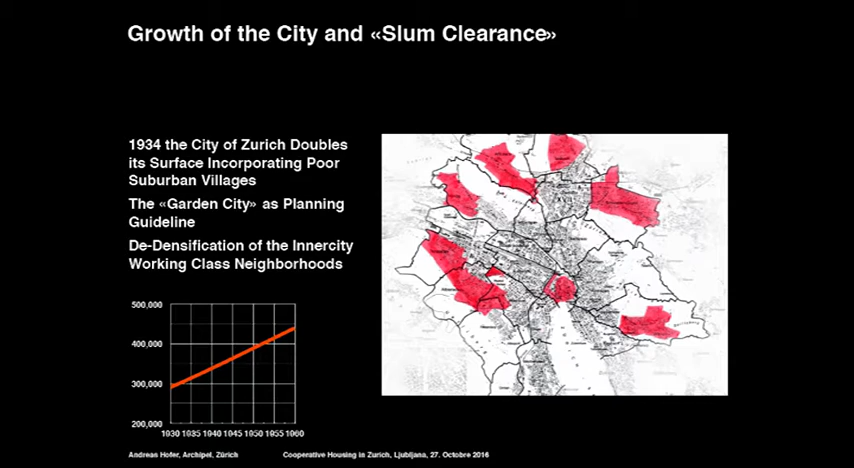 Growth of the City and «Slum Clearance»
1934 the City of Zurich Doubles
its Surface Incorporating Poor
Suburban Villages
The «Garden City» as Planning
Guideline
De-Densification of the Innercity
Working Class Neighborhoods
500,000
400,000
300,000
200,000
1930 1935 1940 1945 1950 1955 1960
Andrean Hofer, Archipel, Zürich
Cooperative Housing in Zurich, Ljubljana, 27. Octobre 2016